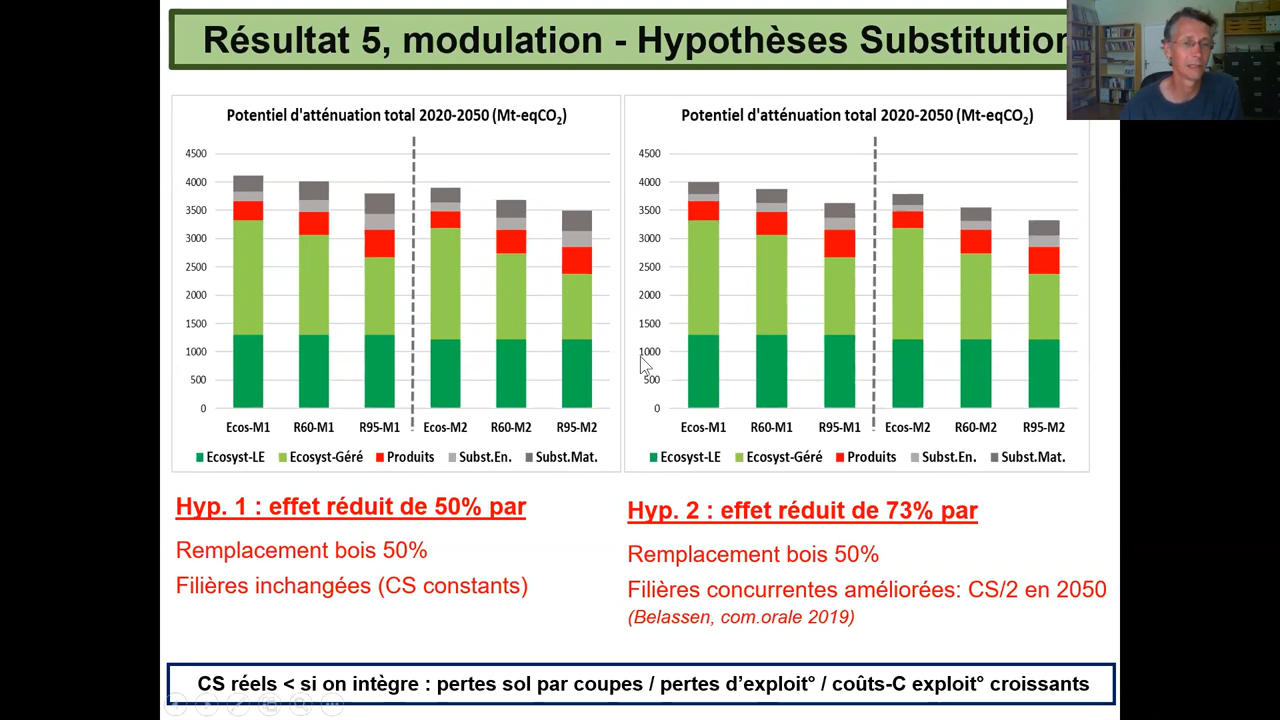 Résultat 5, modulation - Hypothèses Substitution
Potentiel d'atténuation total 2020-2050 (Mt-eqCO₂)
4500
4000
3500
3000
2500
2000
1500
1000
500
0
Ecos-M1 R60-M1 R95-M1 Ecos-M2 R60-M2 R95-M2
Ecosyst-LE Ecosyst-Géré Produits Subst.En. Subst.Mat.
Potentiel d'atténuation total 2020-2050 (Mt-eqCO₂)
4500
4000
3500
3000
2500
2000
1500
1000
500
0
Ecos-M1 R60-M1 R95-M1 Ecos-M2 R60-M2 R95-M2
Ecosyst-LE Ecosyst-Géré Produits Subst.En. Subst.Mat.
Hyp. 1 : effet réduit de 50% par
Remplacement bois 50%
Filières inchangées (CS constants)
Hyp. 2 : effet réduit de 73% par
Remplacement bois 50%
Filières concurrentes améliorées: CS/2 en 2050
(Belassen, com.orale 2019)
CS réels < si on intègre : pertes sol par coupes / pertes d'exploit° / coûts-C exploit° croissants